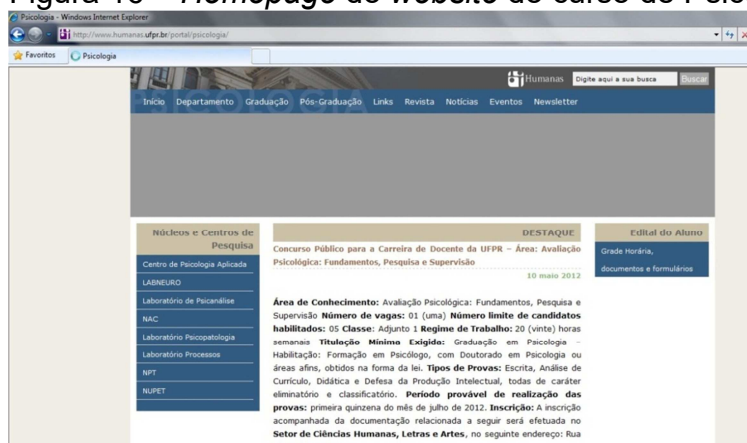 Figura 10 – Homepage do website do curso de Psic
Psicologia - Windows Internet Explorer
http://www.humanas.ufpr.br/portal/psicologia/
Favoritos Psicologia
Humanas Digite aqui a sua busca Buscar
PSICOLOGIA
Início Departamento Graduação Pós-Graduação Links Revista Notícias Eventos Newsletter
Núcleos e Centros de
Pesquisa
Centro de Psicologia Aplicada
LABNEURO
Laboratório de Psicanálise
NAC
Laboratório Psicopatologia
Laboratório Processos
NPT
NUPET
DESTAQUE
Concurso Público para a Carreira de Docente da UFPR – Área: Avaliação
Psicológica: Fundamentos, Pesquisa e Supervisão
10 maio 2012
Área de Conhecimento: Avaliação Psicológica: Fundamentos, Pesquisa e
Supervisão Número de vagas: 01 (uma) Número limite de candidatos
habilitados: 05 Classe: Adjunto 1 Regime de Trabalho: 20 (vinte) horas
semanais Titulação Mínima Exigida: Graduação em Psicologia –
Habilitação: Formação em Psicólogo, com Doutorado em Psicologia ou
áreas afins, obtidos na forma da lei. Tipos de Provas: Escrita, Análise de
Currículo, Didática e Defesa da Produção Intelectual, todas de caráter
eliminatório e classificatório. Período provável de realização das
provas: primeira quinzena do mês de julho de 2012. Inscrição: A inscrição
acompanhada da documentação relacionada a seguir será efetuada no
Setor de Ciências Humanas, Letras e Artes, no seguinte endereço: Rua
Edital do Aluno
Grade Horária,
documentos e formulários